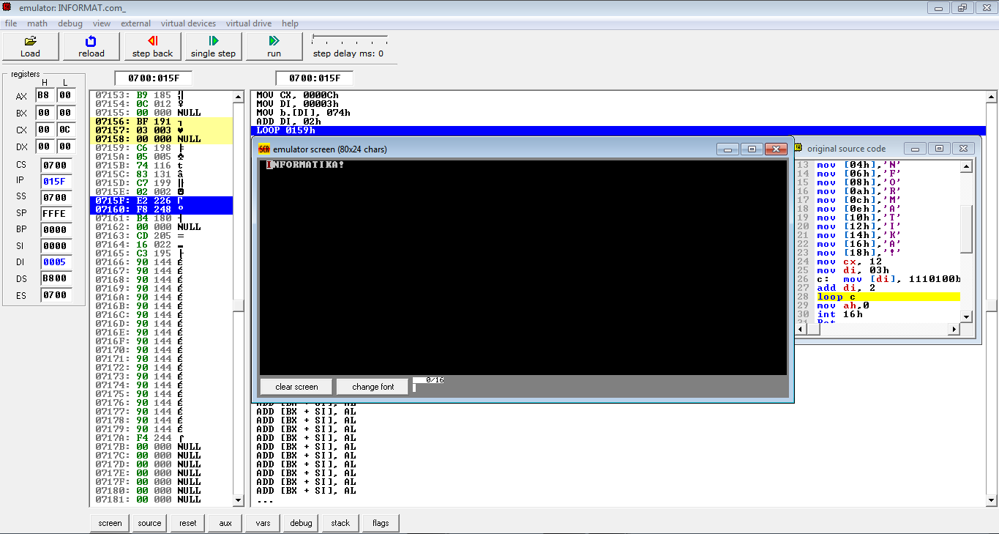 emulator: INFORMAT.com_
file math debug view external virtual devices virtual drive help
Load reload step back single step run step delay ms: 0
registers
H L
AX B8 00
BX 00 00
CX 00 0C
DX 00 00
CS 0700
IP 015F
SS 0700
SP FFFE
BP 0000
SI 0000
DI 0005
DS B800
ES 0700
0700:015F 0700:015F
07153: B9 185 ╣
07154: 0C 012 ♀
07155: 00 000 NULL
07156: BF 191 ┐
07157: 03 003 ♥
07158: 00 000 NULL
07159: C6 198 ╞
0715A: 05 005 ♣
0715B: 74 116 t
0715C: 83 131 â
0715D: C7 199 ╟
0715E: 02 002 ☻
0715F: E2 226 Γ
07160: F8 248 °
07161: B4 180 ┤
07162: 00 000 NULL
07163: CD 205 =
07164: 16 022 ▬
07165: C3 195 ├
07166: 90 144 É
07167: 90 144 É
07168: 90 144 É
07169: 90 144 É
0716A: 90 144 É
0716B: 90 144 É
0716C: 90 144 É
0716D: 90 144 É
0716E: 90 144 É
0716F: 90 144 É
07170: 90 144 É
07171: 90 144 É
07172: 90 144 É
07173: 90 144 É
07174: 90 144 É
07175: 90 144 É
07176: 90 144 É
07177: 90 144 É
07178: 90 144 É
07179: 90 144 É
0717A: F4 244 ⌠
0717B: 00 000 NULL
0717C: 00 000 NULL
0717D: 00 000 NULL
0717E: 00 000 NULL
0717F: 00 000 NULL
07180: 00 000 NULL
07181: 00 000 NULL
MOV CX, 0000Ch
MOV DI, 00003h
MOV b.[DI], 074h
ADD DI, 02h
LOOP 0159h
emulator screen (80x24 chars)
INFORMATIKA!
clear screen change font 0/16
original source code
13 mov [04h],'N'
14 mov [06h],'F'
15 mov [08h],'O'
16 mov [0ah],'R'
17 mov [0ch],'M'
18 mov [0eh],'A'
19 mov [10h],'T'
20 mov [12h],'I'
21 mov [14h],'K'
22 mov [16h],'A'
23 mov [18h],'!'
24 mov cx, 12
25 mov di, 03h
26 c: mov [di], 1110100b
27 add di, 2
28 loop c
29 mov ah,0
30 int 16h
31 Ret
ADD [BX + SI], AL
ADD [BX + SI], AL
ADD [BX + SI], AL
ADD [BX + SI], AL
ADD [BX + SI], AL
ADD [BX + SI], AL
ADD [BX + SI], AL
ADD [BX + SI], AL
ADD [BX + SI], AL
ADD [BX + SI], AL
ADD [BX + SI], AL
...
screen source reset aux vars debug stack flags